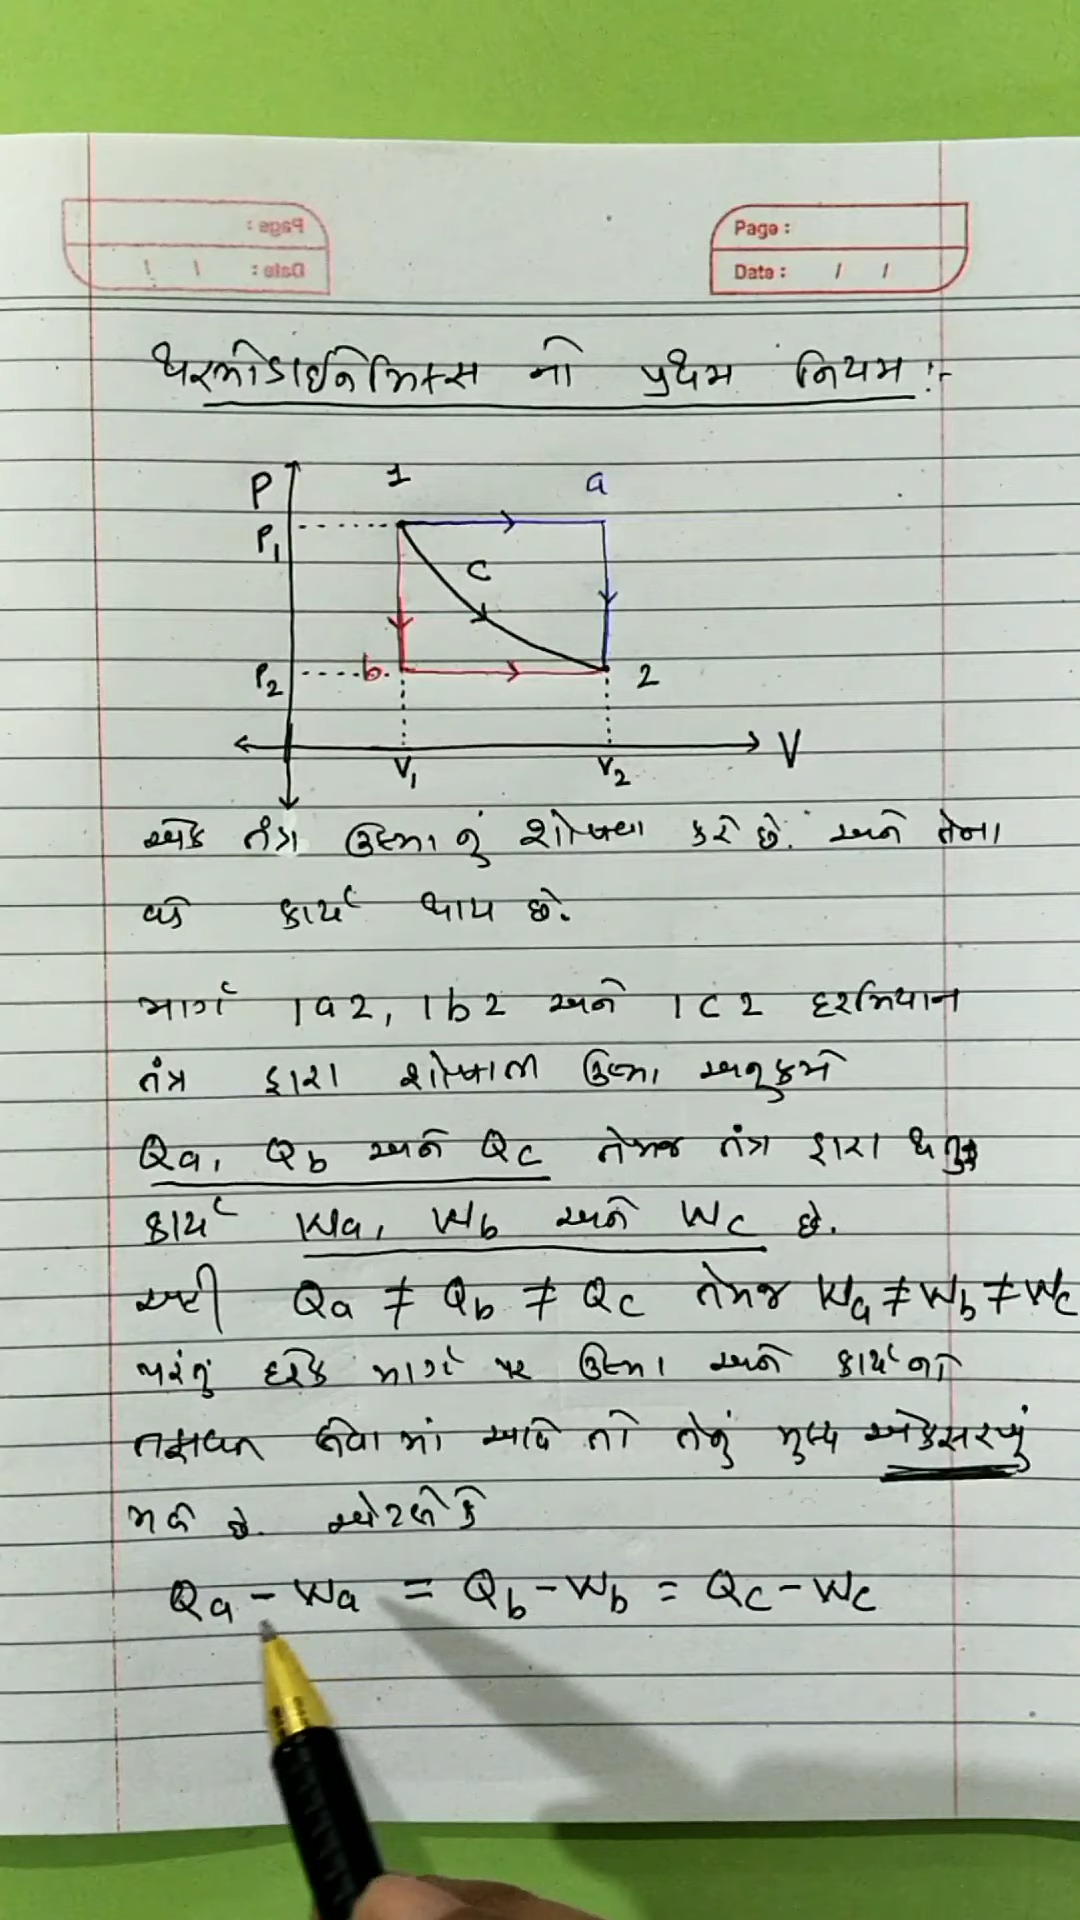 Page :
Date : / /
થરમોડાઈનેમિક્સ નો પ્રથમ નિયમ :-
P
1
a
P₁
c
P₂
b
2
V
V₁
V₂
એક તંત્ર ઉષ્માનું શોષણ કરે છે. અને તેના
વડે કાર્ય થાય છે.
માર્ગ 1a2, 1b2 અને 1c2 દરમિયાન
તંત્ર દ્વારા શોષાતી ઉષ્મા અનુક્રમે
Qa, Qb અને Qc તેમજ તંત્ર દ્વારા થતુ
કાર્ય Wa, Wb અને Wc છે.
અહી Qa ≠ Qb ≠ Qc તેમજ Wa ≠ Wb ≠ Wc
પરંતું દરેક માર્ગ પર ઉષ્મા અને કાર્યનો
તફાવત લેવામાં આવે તો તેનું મુલ્ય એકસરખું
મળે છે. એટલે કે
Qa - Wa = Qb - Wb = Qc - Wc